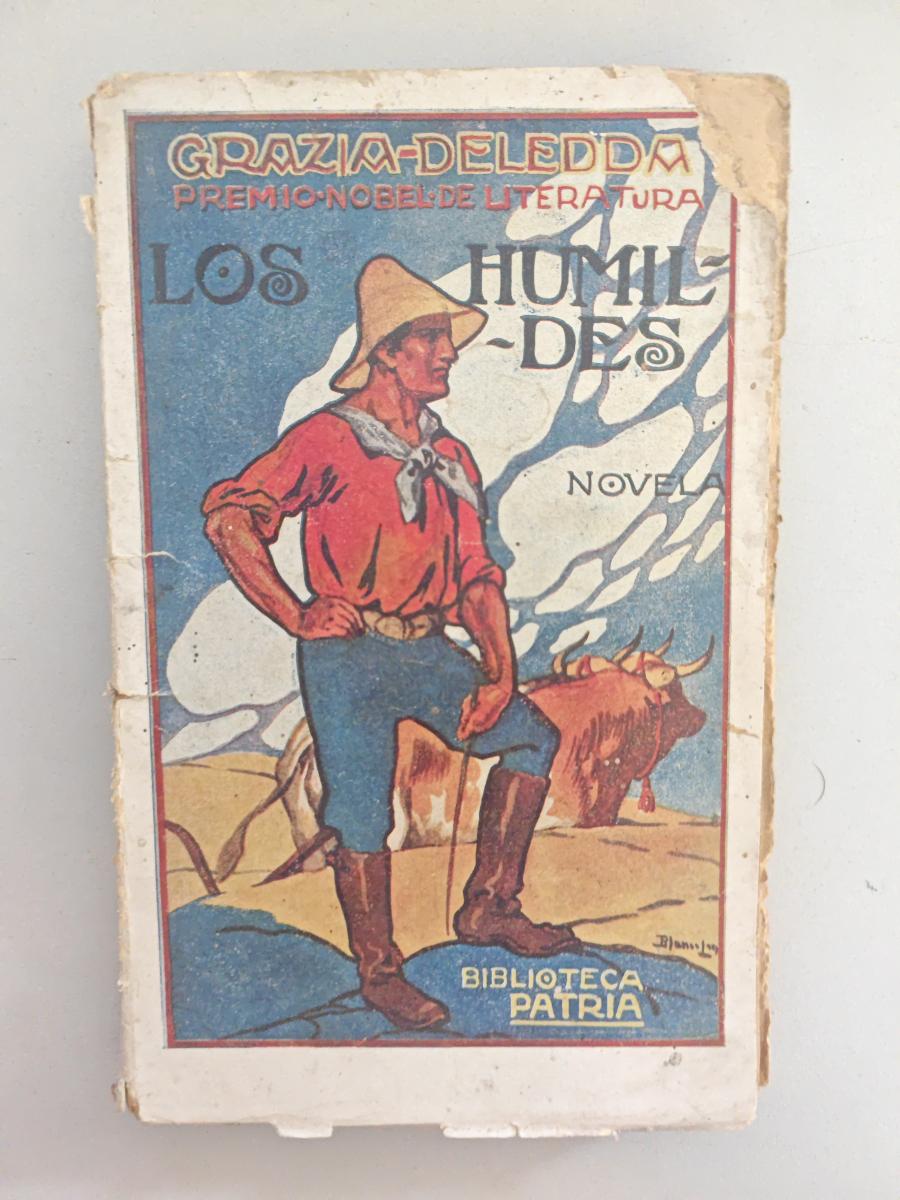 GRAZIA-DELEDDA
PREMIO·NOBEL·DE LITERATURA
LOS HUMIL-
-DES
NOVELA
BIBLIOTECA
PATRIA